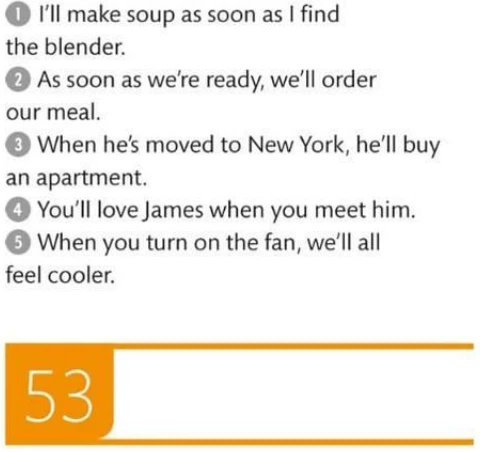 1 I'll make soup as soon as I find
the blender.
2 As soon as we're ready, we'll order
our meal.
3 When he's moved to New York, he'll buy
an apartment.
4 You'll love James when you meet him.
5 When you turn on the fan, we'll all
feel cooler.
53